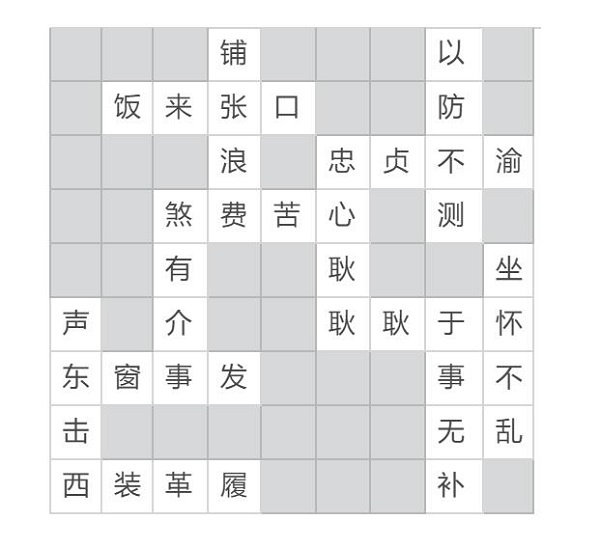 铺 以
饭来张口 防
浪 忠贞不渝
煞费苦心 测
有 耿 坐
声 介 耿耿于怀
东窗事发 事不
击 无乱
西装革履 补